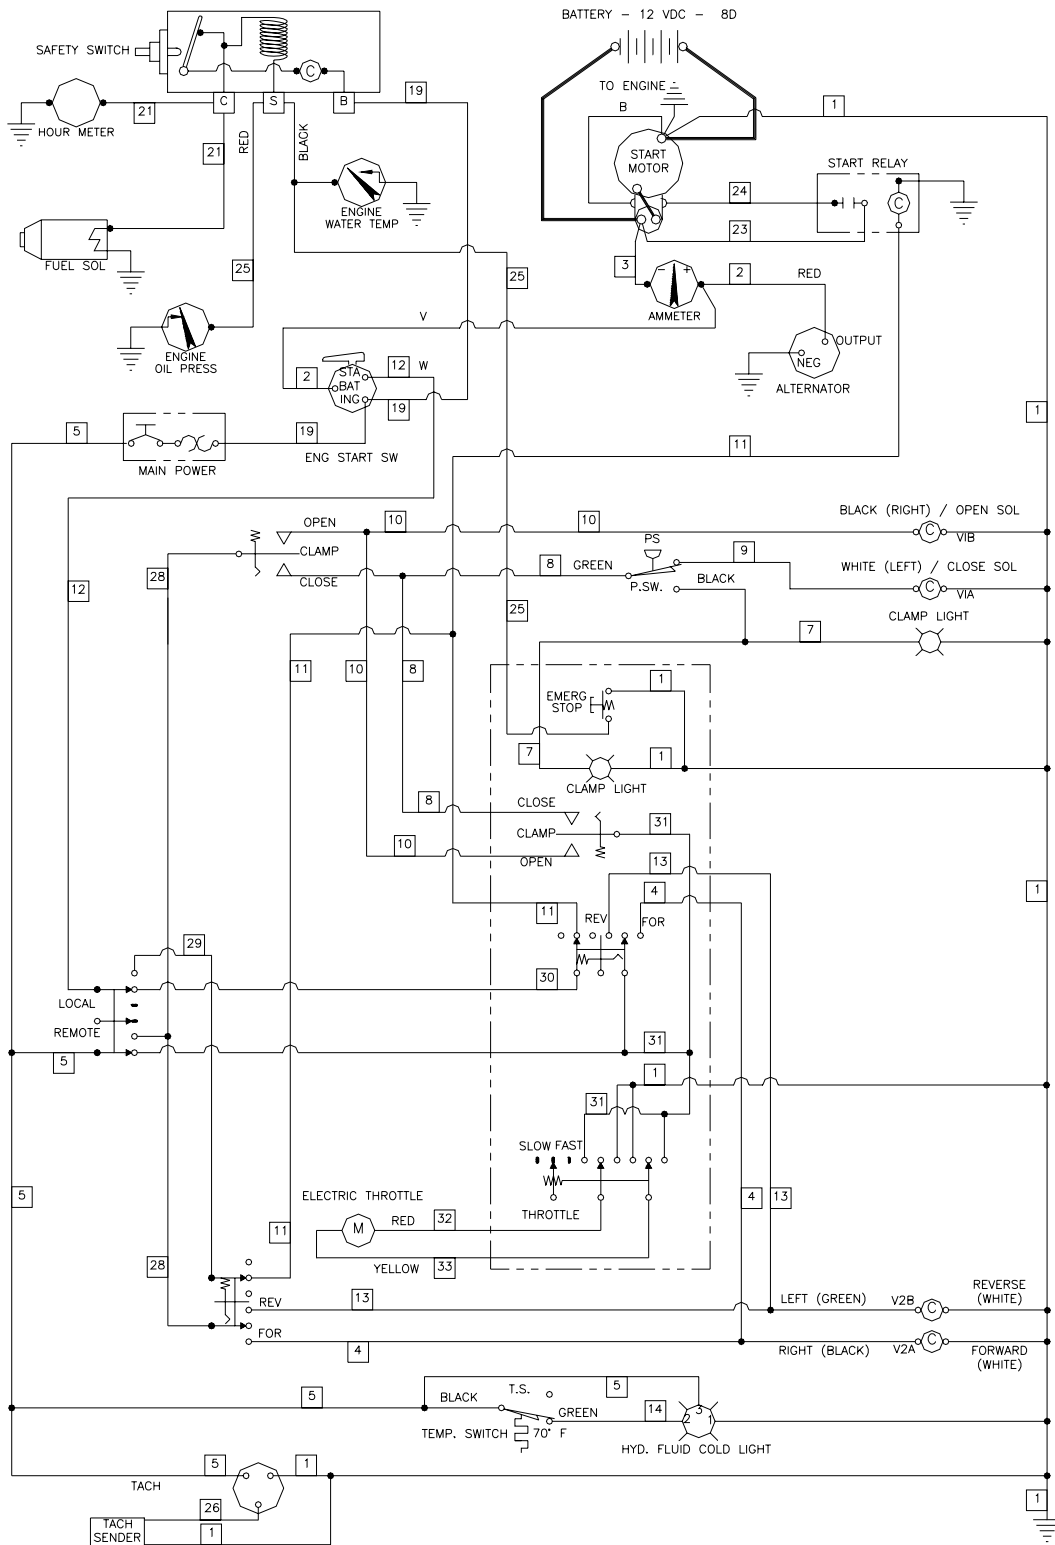 BATTERY - 12 VDC - 8D
SAFETY SWITCH
C
TO ENGINE
C
S
B
19
B
1
21
HOUR METER
RED
BLACK
21
START
MOTOR
START RELAY
24
C
ENGINE
WATER TEMP
23
FUEL SOL
25
3
25
- +
2
RED
AMMETER
V
ENGINE
OIL PRESS
OUTPUT
NEG
ALTERNATOR
2
STA
BAT
ING
12
W
19
1
5
19
MAIN POWER
ENG START SW
11
OPEN
10
10
BLACK (RIGHT) / OPEN SOL
C
VIB
CLAMP
PS
9
28
CLOSE
8
GREEN
P.SW.
BLACK
WHITE (LEFT) / CLOSE SOL
C
VIA
12
25
CLAMP LIGHT
7
11
10
8
1
EMERG
STOP
7
1
CLAMP LIGHT
8
CLOSE
31
CLAMP
10
OPEN
13
4
1
11
REV
FOR
29
30
LOCAL
REMOTE
5
31
1
31
SLOW FAST
5
ELECTRIC THROTTLE
THROTTLE
4
13
M
RED
32
11
28
YELLOW
33
REV
13
LEFT (GREEN)
V2B
C
REVERSE
(WHITE)
FOR
4
RIGHT (BLACK)
V2A
C
FORWARD
(WHITE)
5
BLACK
T.S.
5
GREEN
14
2 3 1
TEMP. SWITCH
70° F
HYD. FLUID COLD LIGHT
5
1
TACH
1
26
TACH
SENDER
1